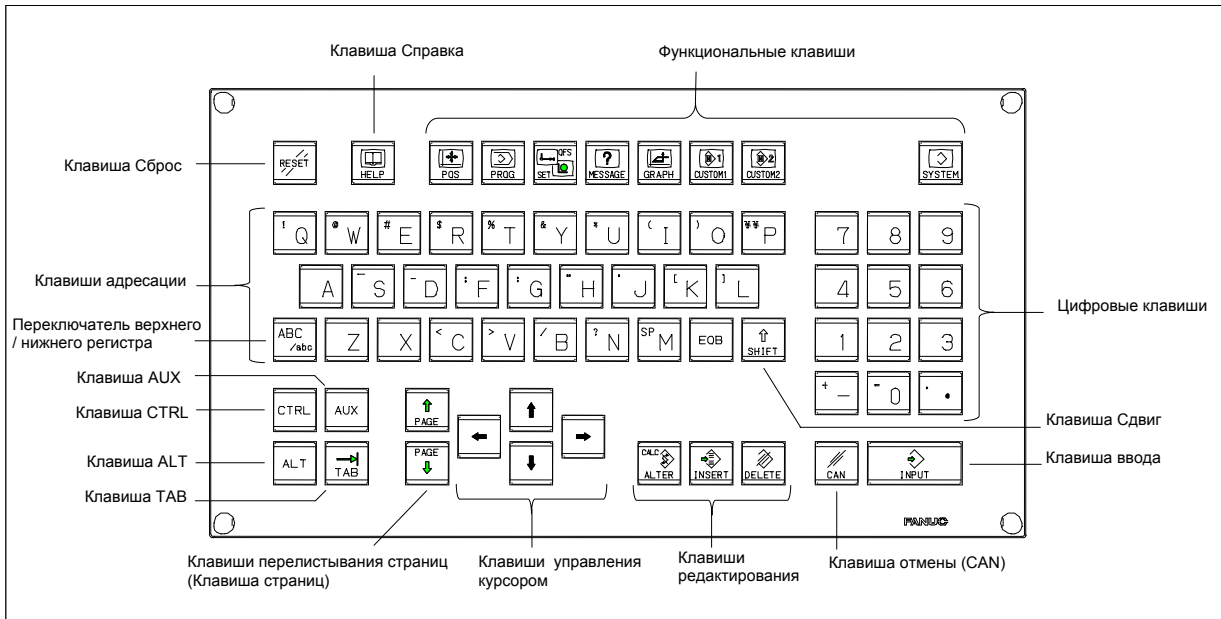 Клавиша Справка
Функциональные клавиши
Клавиша Сброс
RESET
HELP
POS
PROG
OFS
SET
?
MESSAGE
GRAPH
1
CUSTOM1
2
CUSTOM2
SYSTEM
Клавиши адресации
! Q
@ W
# E
$ R
% T
& Y
* U
( I
) O
¥¥ P
7
8
9
A
S
D
F
G
H
J
[ K
] L
4
5
6
Цифровые клавиши
Переключатель верхнего
/ нижнего регистра
ABC
/abc
Z
X
< C
> V
/ B
? N
SP M
EOB
SHIFT
1
2
3
+ –
0
.
Клавиша AUX
Клавиша CTRL
CTRL
AUX
PAGE
Клавиша Сдвиг
Клавиша ALT
ALT
TAB
PAGE
CALC
ALTER
INSERT
DELETE
CAN
INPUT
Клавиша ввода
Клавиша TAB
FANUC
Клавиши перелистывания страниц
(Клавиша страниц)
Клавиши управления
курсором
Клавиши
редактирования
Клавиша отмены (CAN)